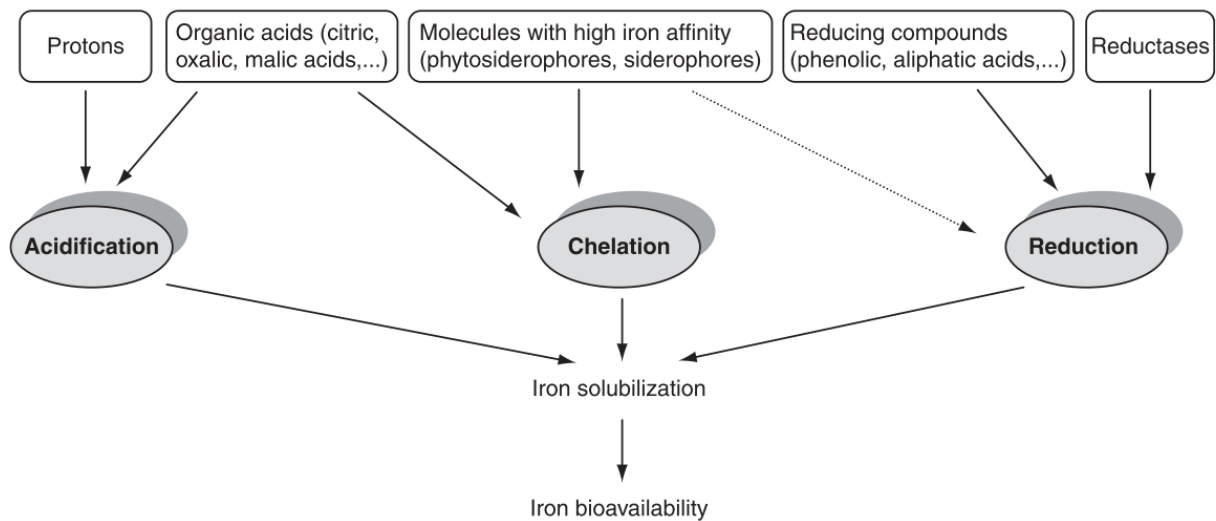 Protons
Organic acids (citric,
oxalic, malic acids,...)
Molecules with high iron affinity
(phytosiderophores, siderophores)
Reducing compounds
(phenolic, aliphatic acids,...)
Reductases
Acidification
Chelation
Reduction
Iron solubilization
Iron bioavailability